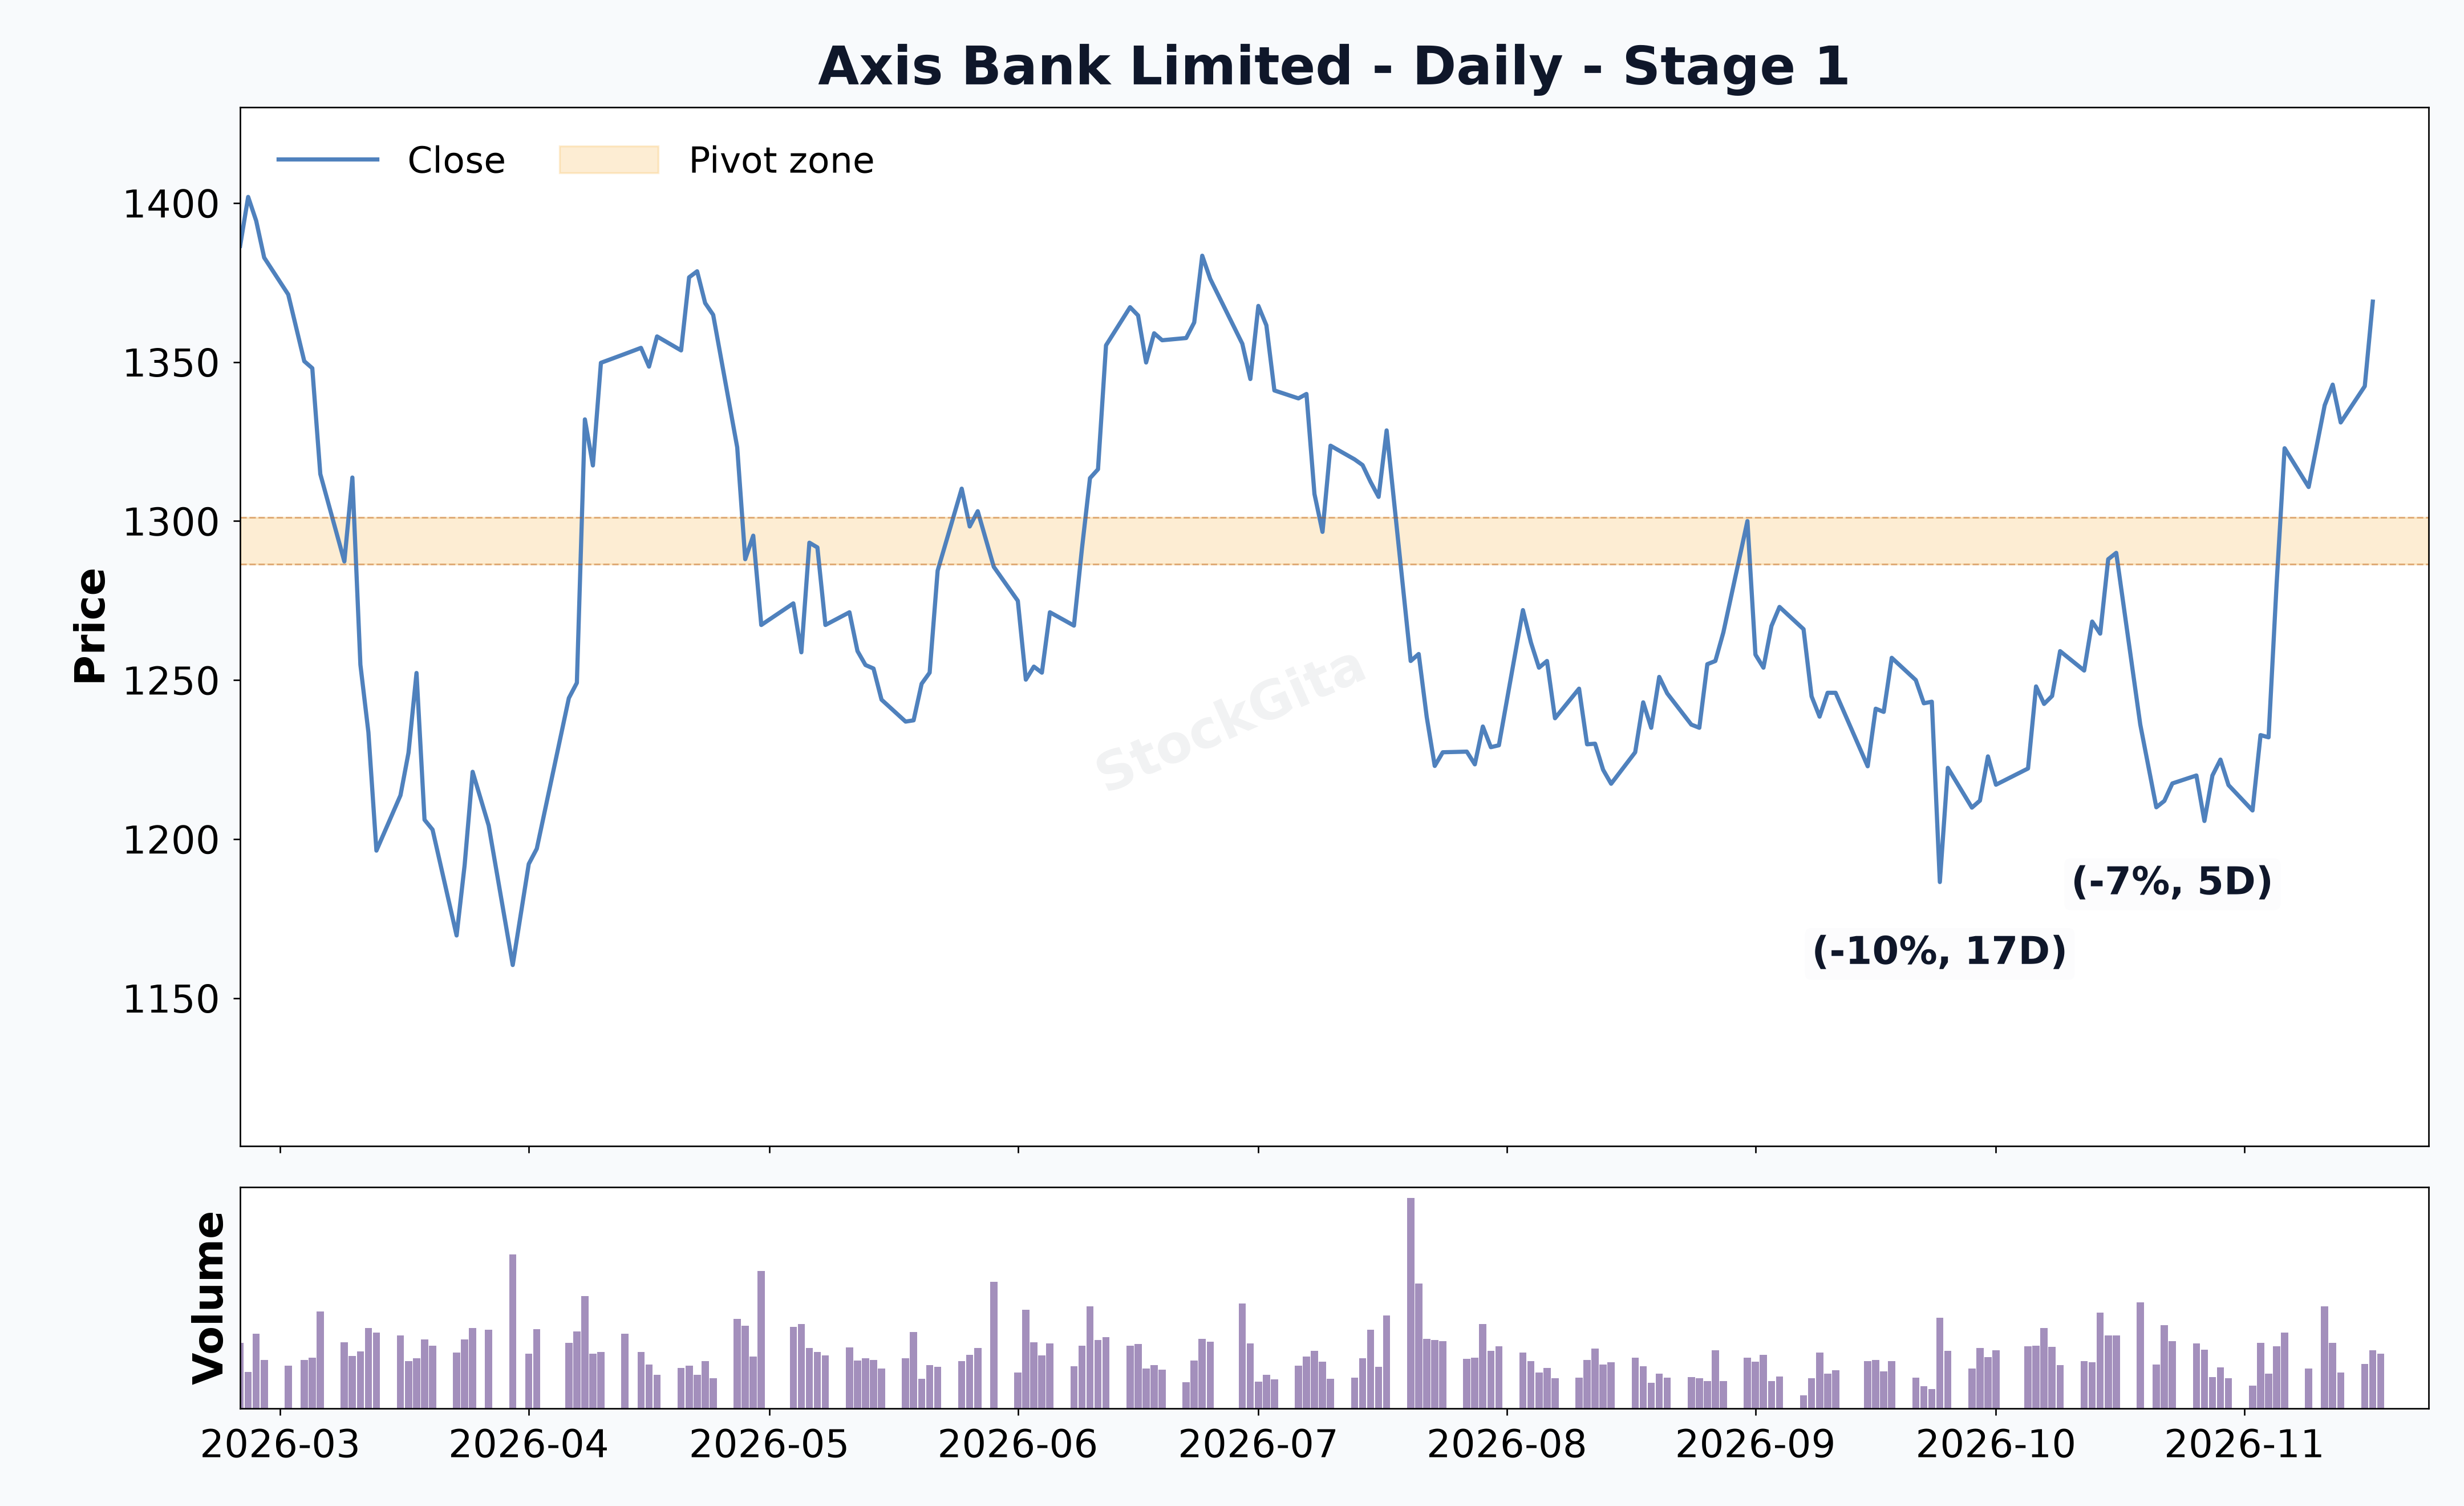 Axis Bank Limited - Daily - Stage 1
Close
Pivot zone
1400
1350
1300
1250
1200
1150
Price
StockGita
(-7%, 5D)
(-10%, 17D)
Volume
2026-03
2026-04
2026-05
2026-06
2026-07
2026-08
2026-09
2026-10
2026-11